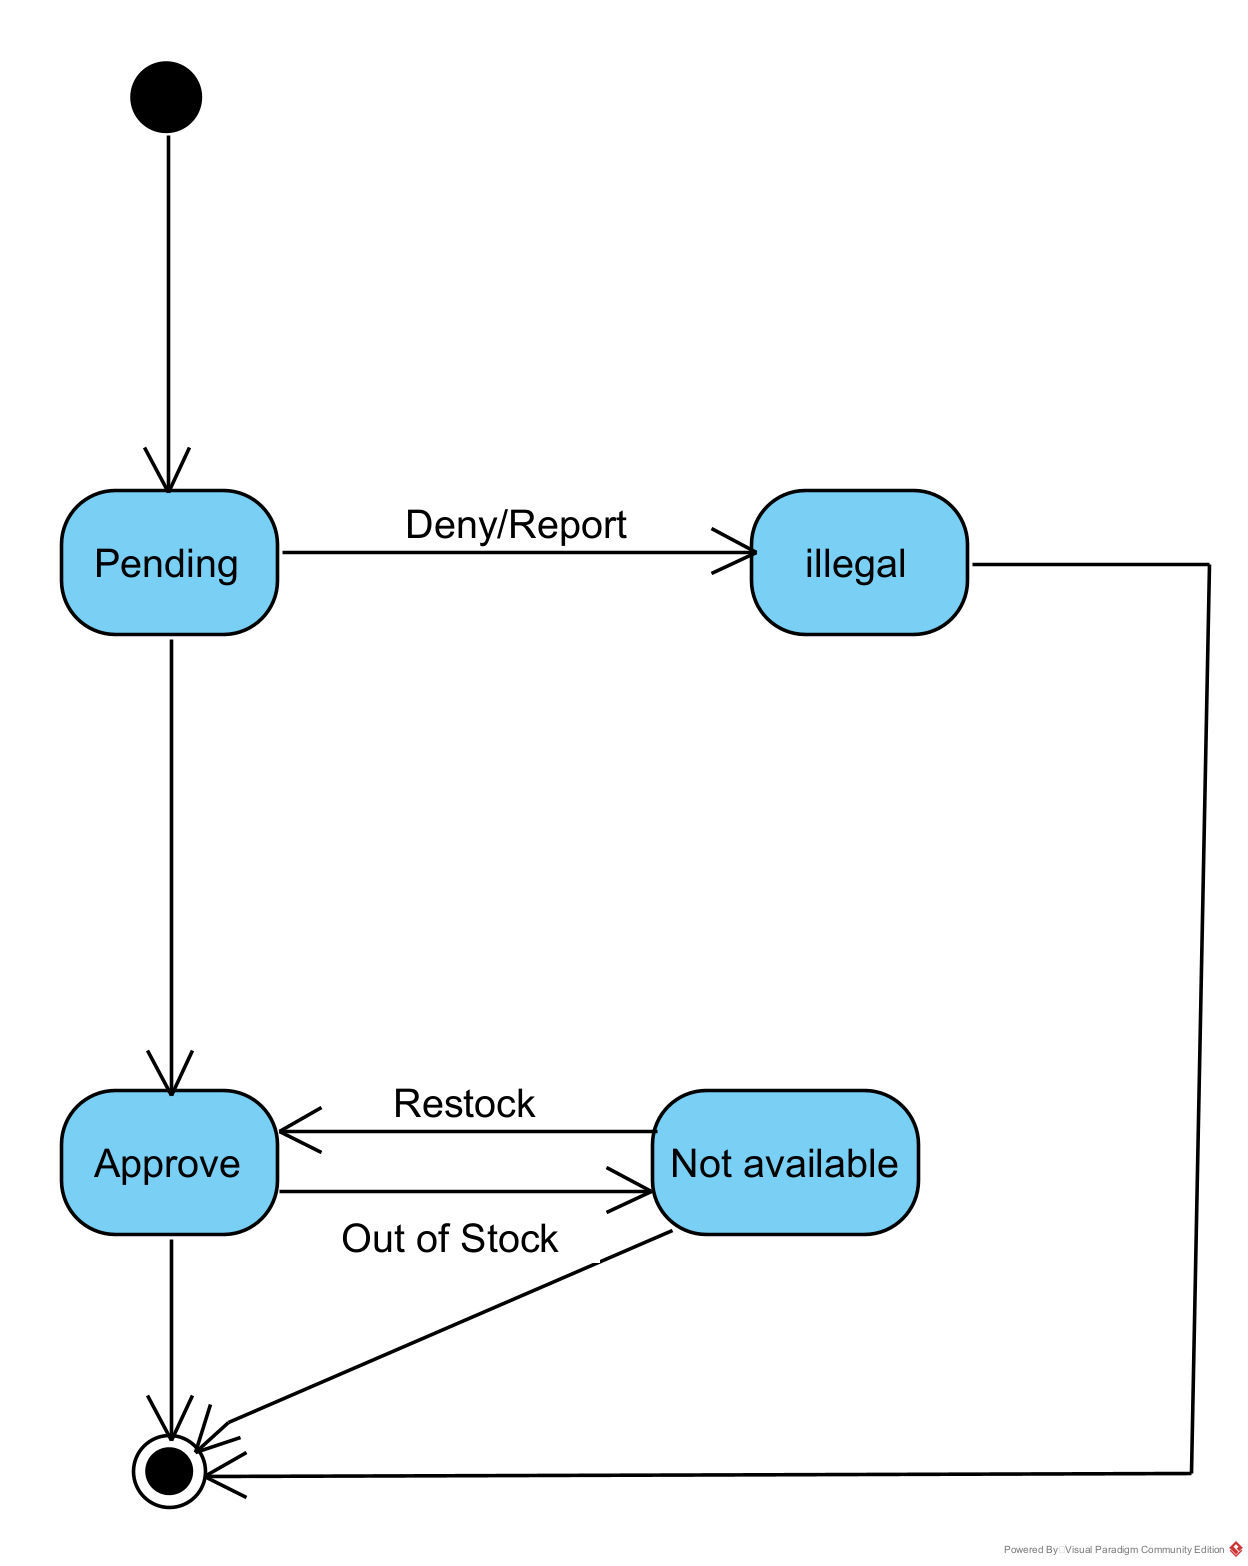 Deny/Report
Pending
illegal
Restock
Approve
Not available
Out of Stock
Powered By Visual Paradigm Community Edition